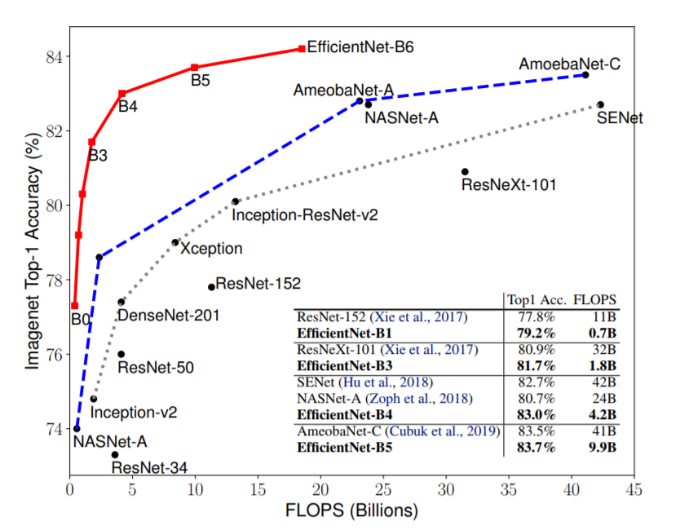 84
82
80
78
76
74
Imagenet Top-1 Accuracy (%)
EfficientNet-B6
B5
B4
B3
B0
AmoebaNet-C
AmeobaNet-A
NASNet-A
SENet
ResNeXt-101
Inception-ResNet-v2
Xception
ResNet-152
DenseNet-201
ResNet-50
Inception-v2
NASNet-A
ResNet-34
Top1 Acc. FLOPS
ResNet-152 (Xie et al., 2017) 77.8% 11B
EfficientNet-B1 79.2% 0.7B
ResNeXt-101 (Xie et al., 2017) 80.9% 32B
EfficientNet-B3 81.7% 1.8B
SENet (Hu et al., 2018) 82.7% 42B
NASNet-A (Zoph et al., 2018) 80.7% 24B
EfficientNet-B4 83.0% 4.2B
AmeobaNet-C (Cubuk et al., 2019) 83.5% 41B
EfficientNet-B5 83.7% 9.9B
0 5 10 15 20 25 30 35 40 45
FLOPS (Billions)